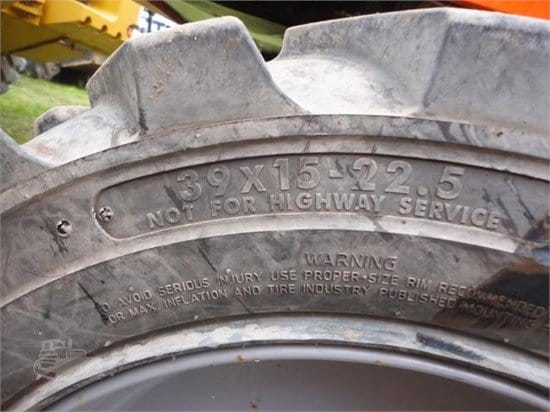 39X15-22.5
NOT FOR HIGHWAY SERVICE
WARNING
TO AVOID SERIOUS INJURY USE PROPER-SIZE RIM RECOMMENDED
FOR MAX. INFLATION AND TIRE INDUSTRY PUBLISHED MOUNTING